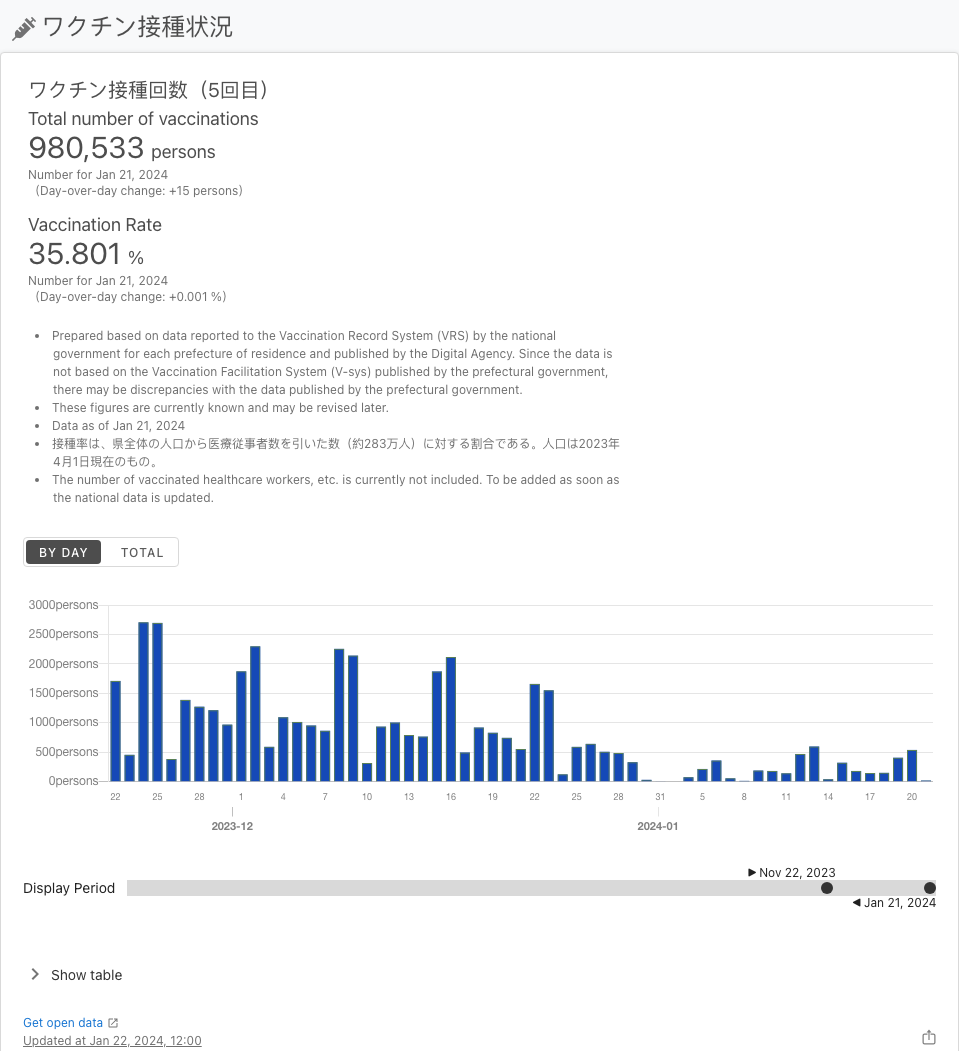 ワクチン接種状況
ワクチン接種回数（5回目）
Total number of vaccinations
980,533 persons
Number for Jan 21, 2024
（Day-over-day change: +15 persons）
Vaccination Rate
35.801 %
Number for Jan 21, 2024
（Day-over-day change: +0.001 %）
• Prepared based on data reported to the Vaccination Record System (VRS) by the national
government for each prefecture of residence and published by the Digital Agency. Since the data is
not based on the Vaccination Facilitation System (V-sys) published by the prefectural government,
there may be discrepancies with the data published by the prefectural government.
• These figures are currently known and may be revised later.
• Data as of Jan 21, 2024
• 接種率は、県全体の人口から医療従事者数を引いた数（約283万人）に対する割合である。人口は2023年
4月1日現在のもの。
• The number of vaccinated healthcare workers, etc. is currently not included. To be added as soon as
the national data is updated.
BY DAY TOTAL
3000persons
2500persons
2000persons
1500persons
1000persons
500persons
0persons
22 25 28 1 4 7 10 13 16 19 22 25 28 31 5 8 11 14 17 20
2023-12 2024-01
Nov 22, 2023
Display Period
Jan 21, 2024
Show table
Get open data
Updated at Jan 22, 2024, 12:00